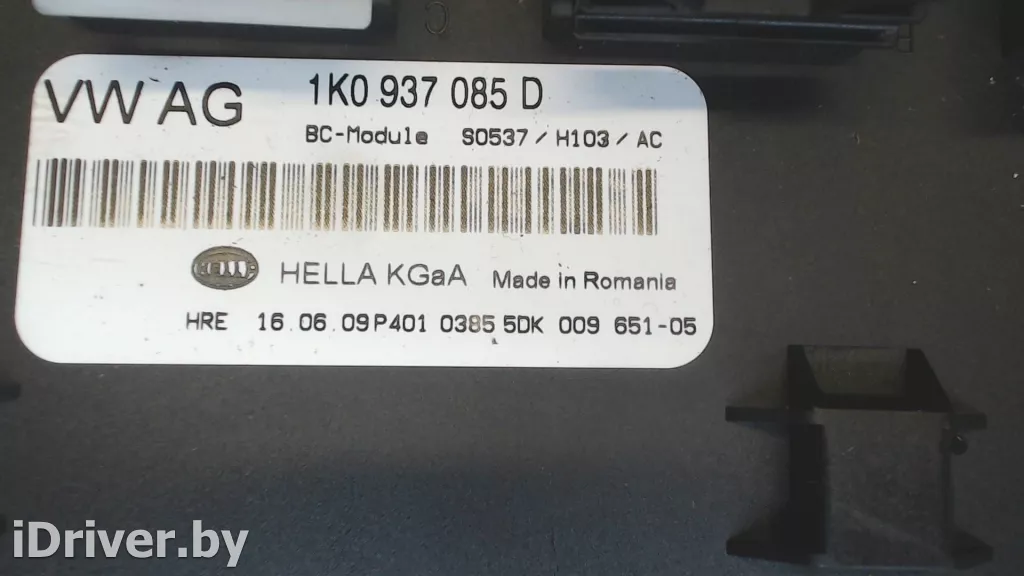 VW AG 1K0 937 085 D
BC-Module S0537 / H103 / AC
HELLA HELLA KGaA Made in Romania
HRE 16.06.09 P401 0385 5DK 009 651-05
iDriver.by